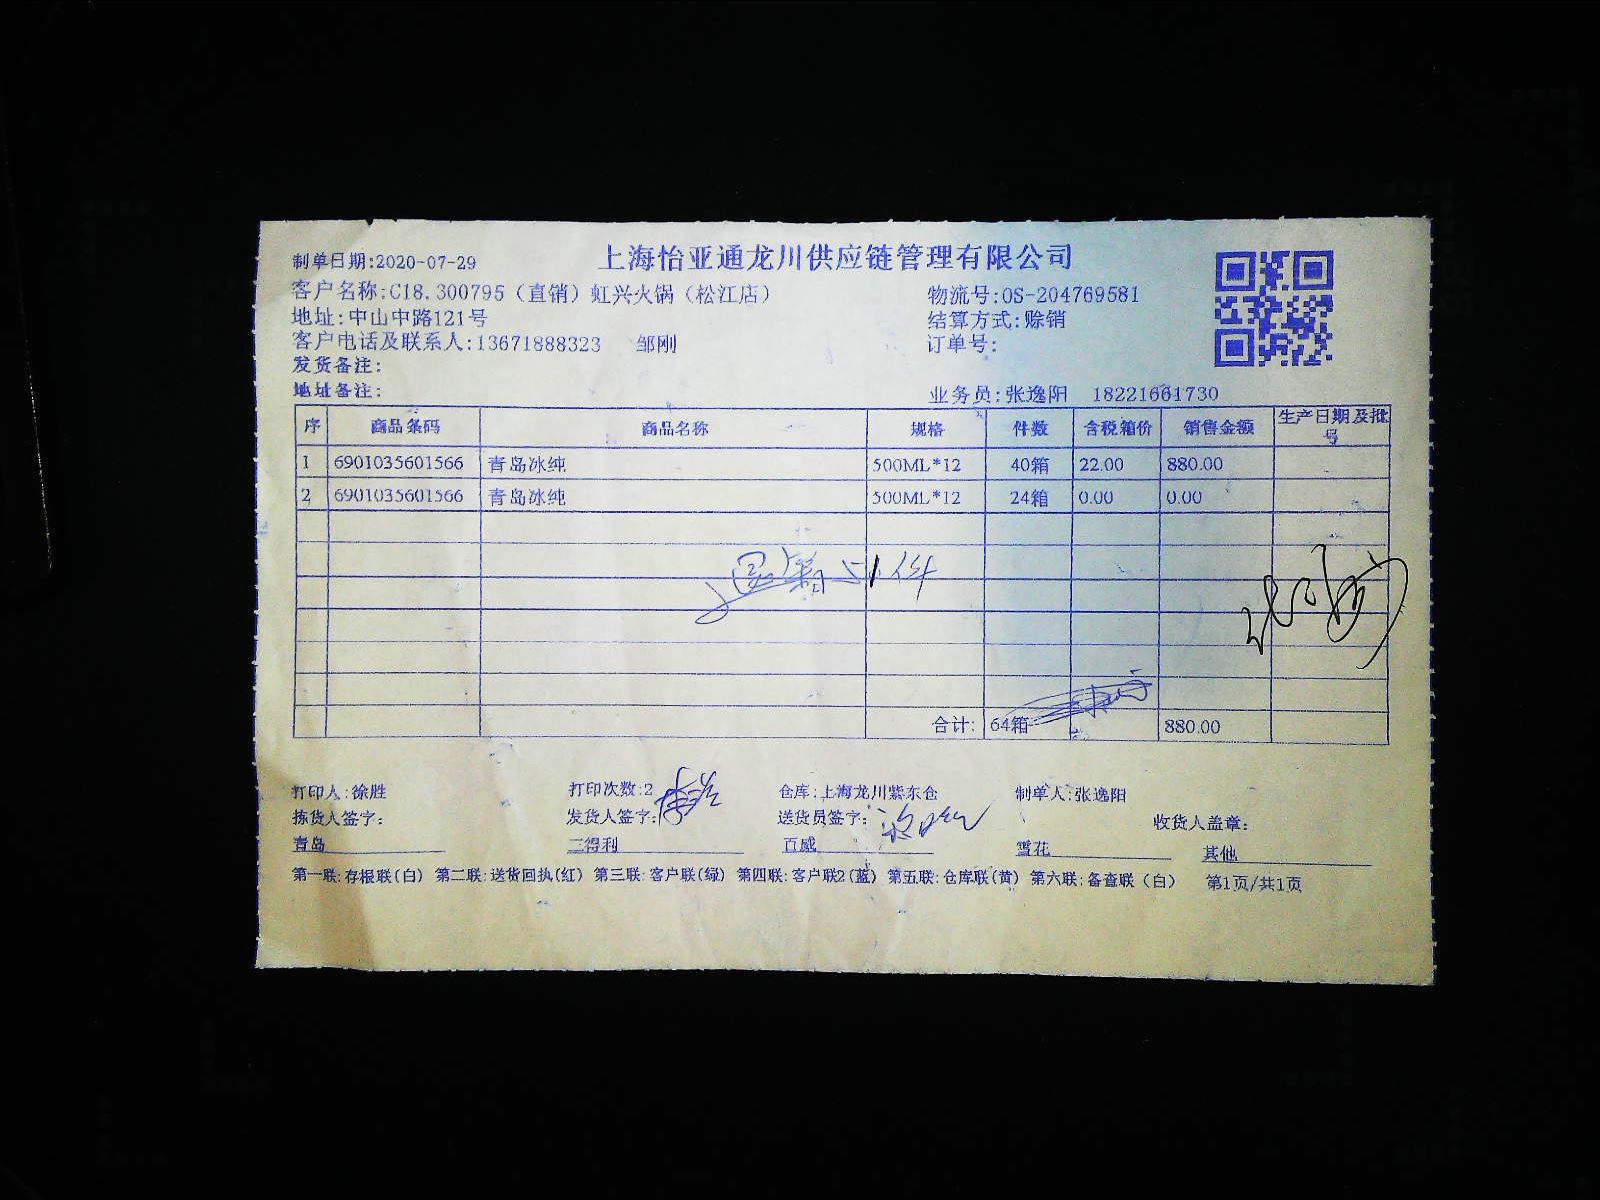 上海怡亚通龙川供应链管理有限公司
制单日期:2020-07-29
客户名称:C18.300795（直销）虹兴火锅（松江店） 物流号:OS-204769581
地址:中山中路121号 结算方式:赊销
客户电话及联系人:13671888323 邹刚 订单号:
发货备注:
地址备注: 业务员:张逸阳 18221661730
序 商品条码 商品名称 规格 件数 含税箱价 销售金额 生产日期及批号
1 6901035601566 青岛冰纯 500ML*12 40箱 22.00 880.00
2 6901035601566 青岛冰纯 500ML*12 24箱 0.00 0.00
合计: 64箱 880.00
打印人:徐胜 打印次数:2 仓库:上海龙川紫东仓 制单人:张逸阳
拣货人签字: 发货人签字: 送货员签字: 收货人盖章:
青岛 三得利 百威 雪花 其他
第一联:存根联(白) 第二联:送货回执(红) 第三联:客户联(绿) 第四联:客户联2(蓝) 第五联:仓库联(黄) 第六联:备查联（白） 第1页/共1页